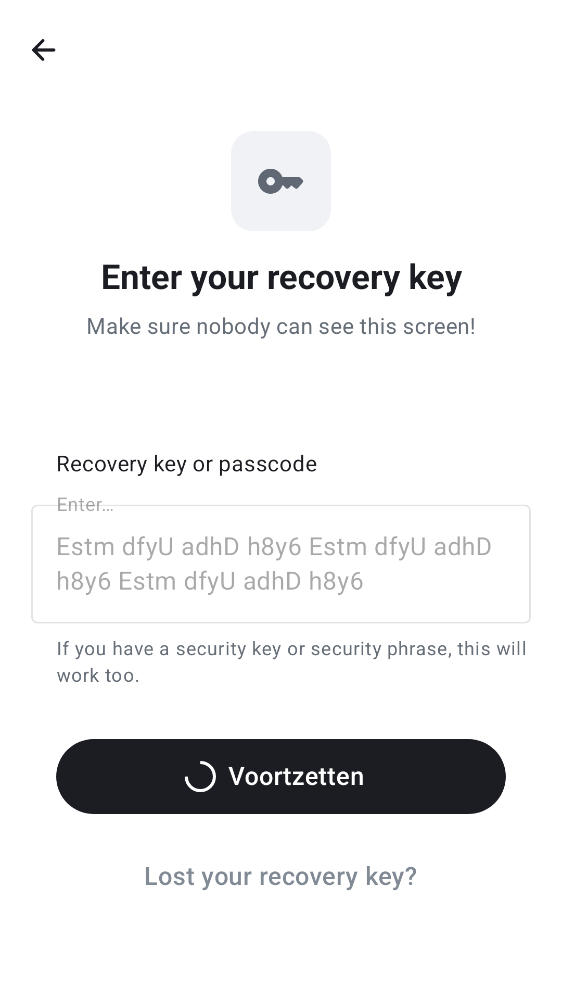 Enter your recovery key
Make sure nobody can see this screen!
Recovery key or passcode
Enter...
Estm dfyU adhD h8y6 Estm dfyU adhD
h8y6 Estm dfyU adhD h8y6
If you have a security key or security phrase, this will
work too.
Voortzetten
Lost your recovery key?